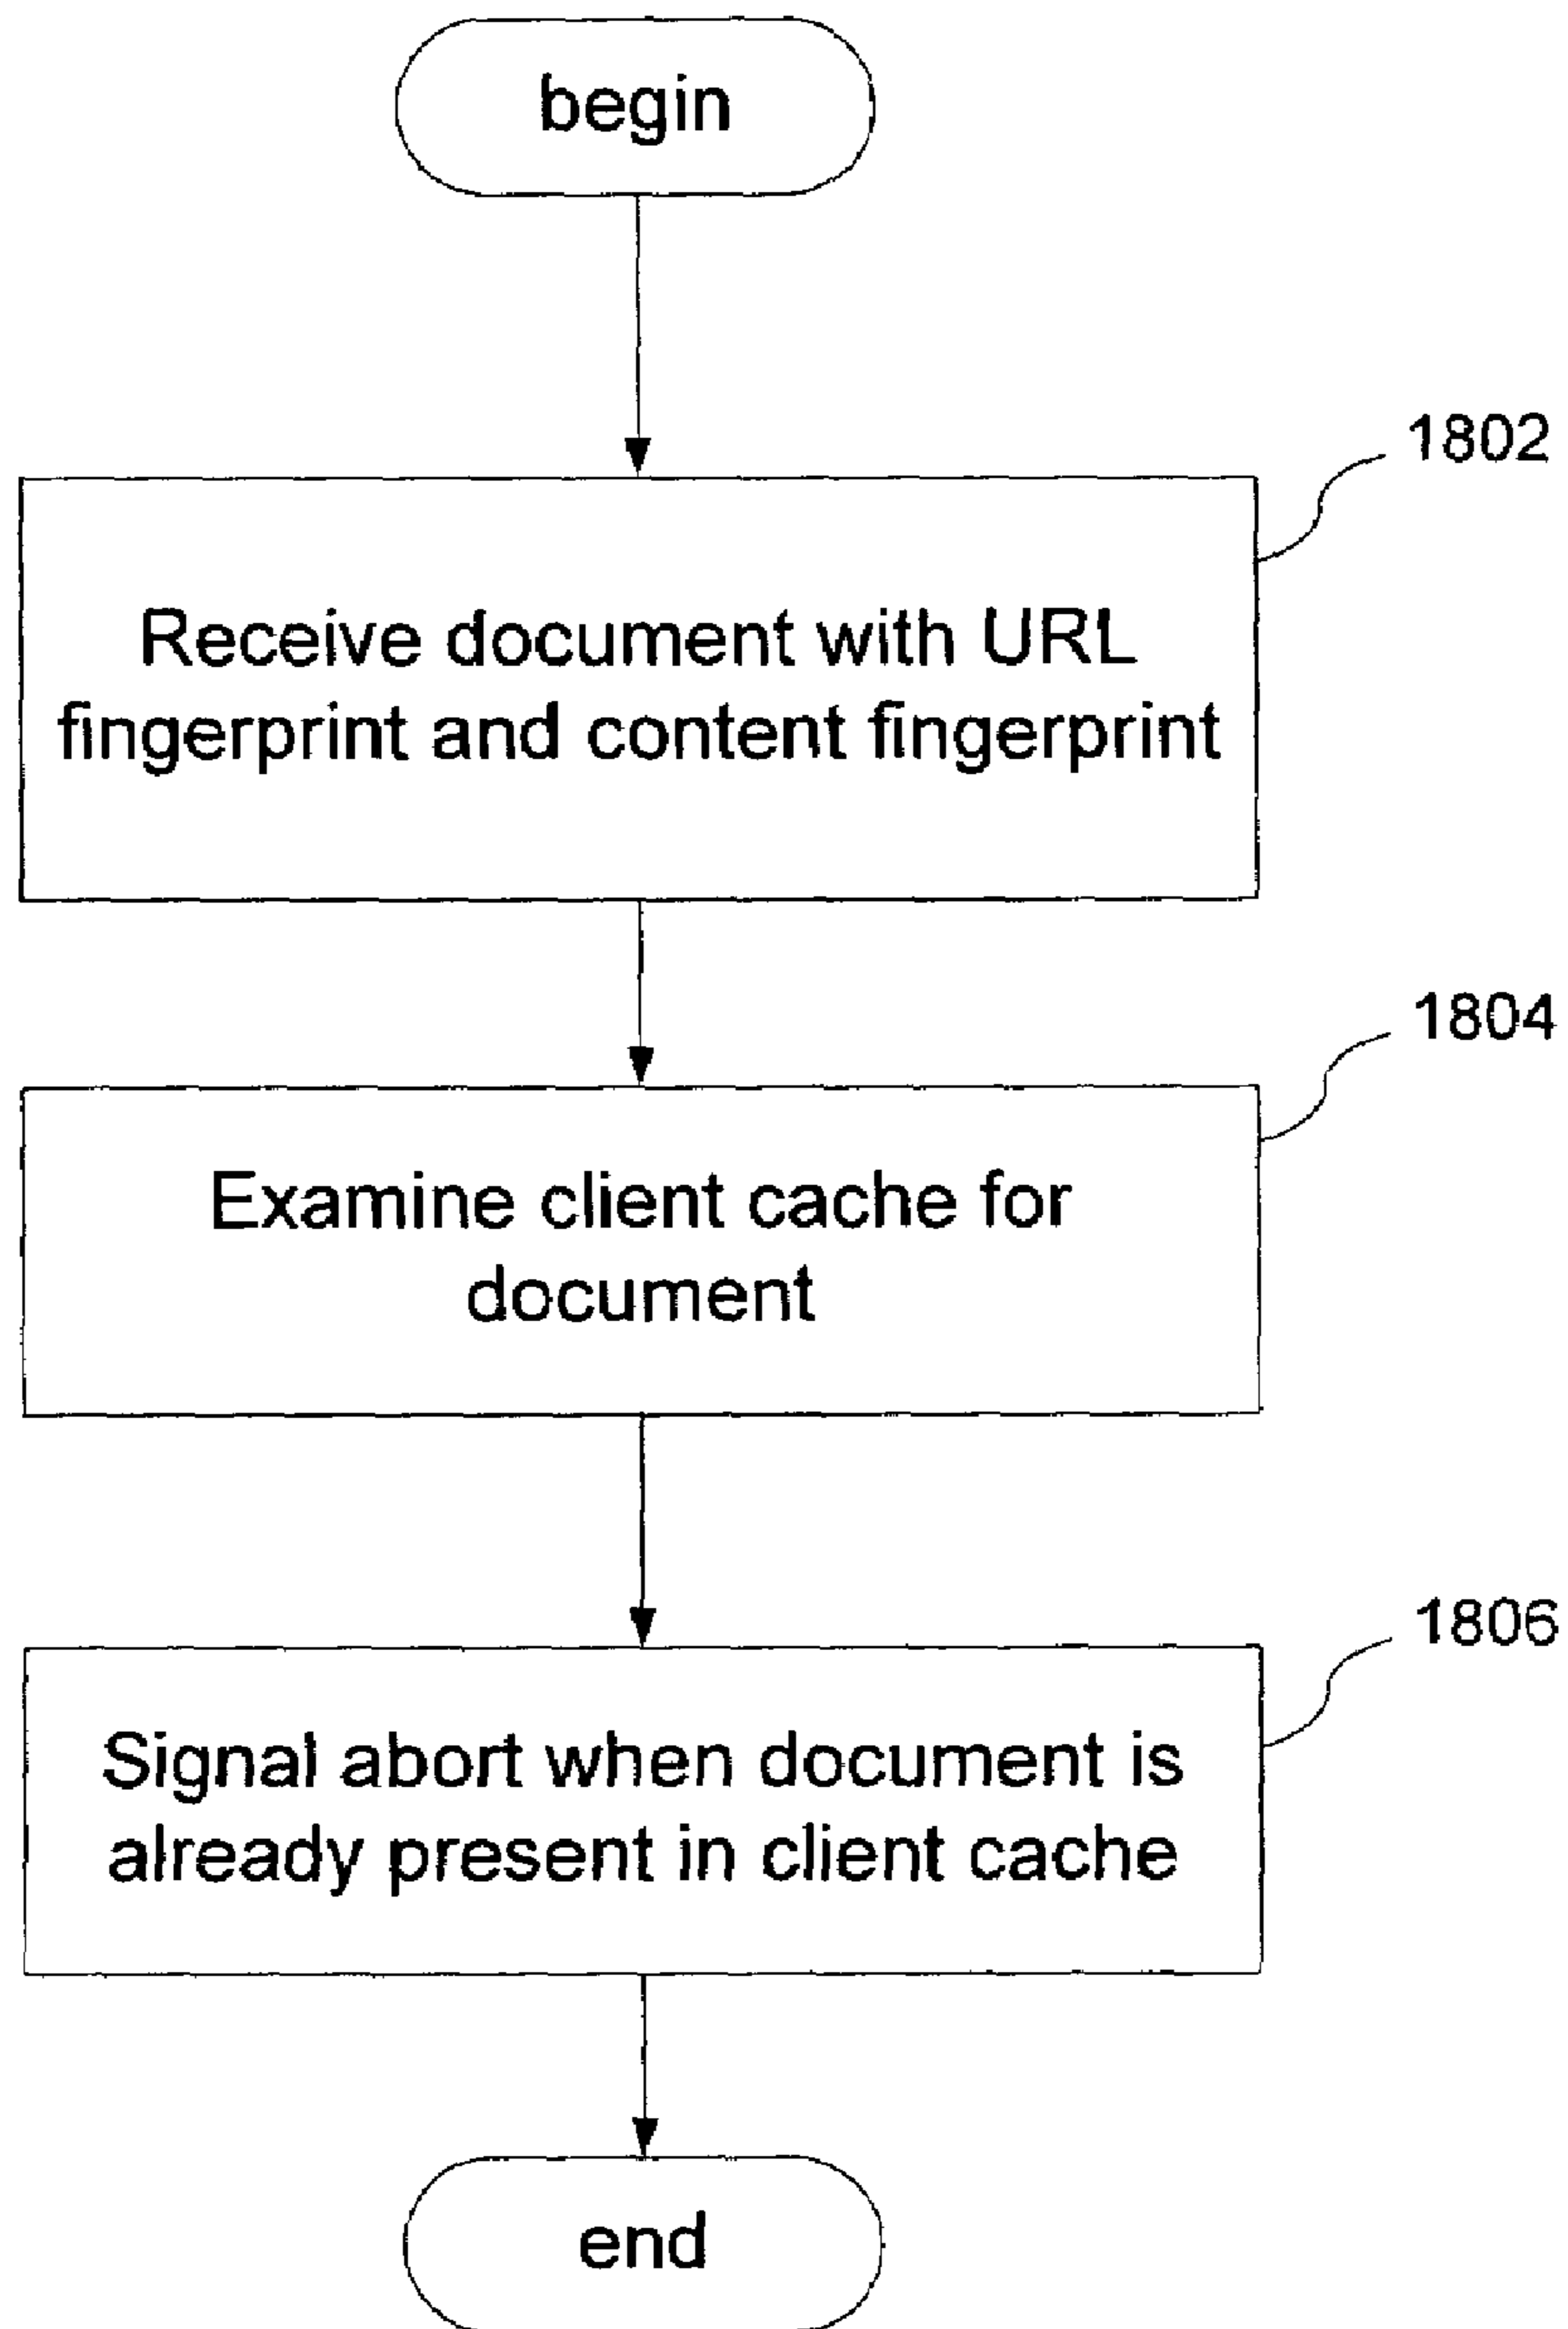 begin
1802
Receive document with URL
fingerprint and content fingerprint
1804
Examine client cache for
document
1806
Signal abort when document is
already present in client cache
end